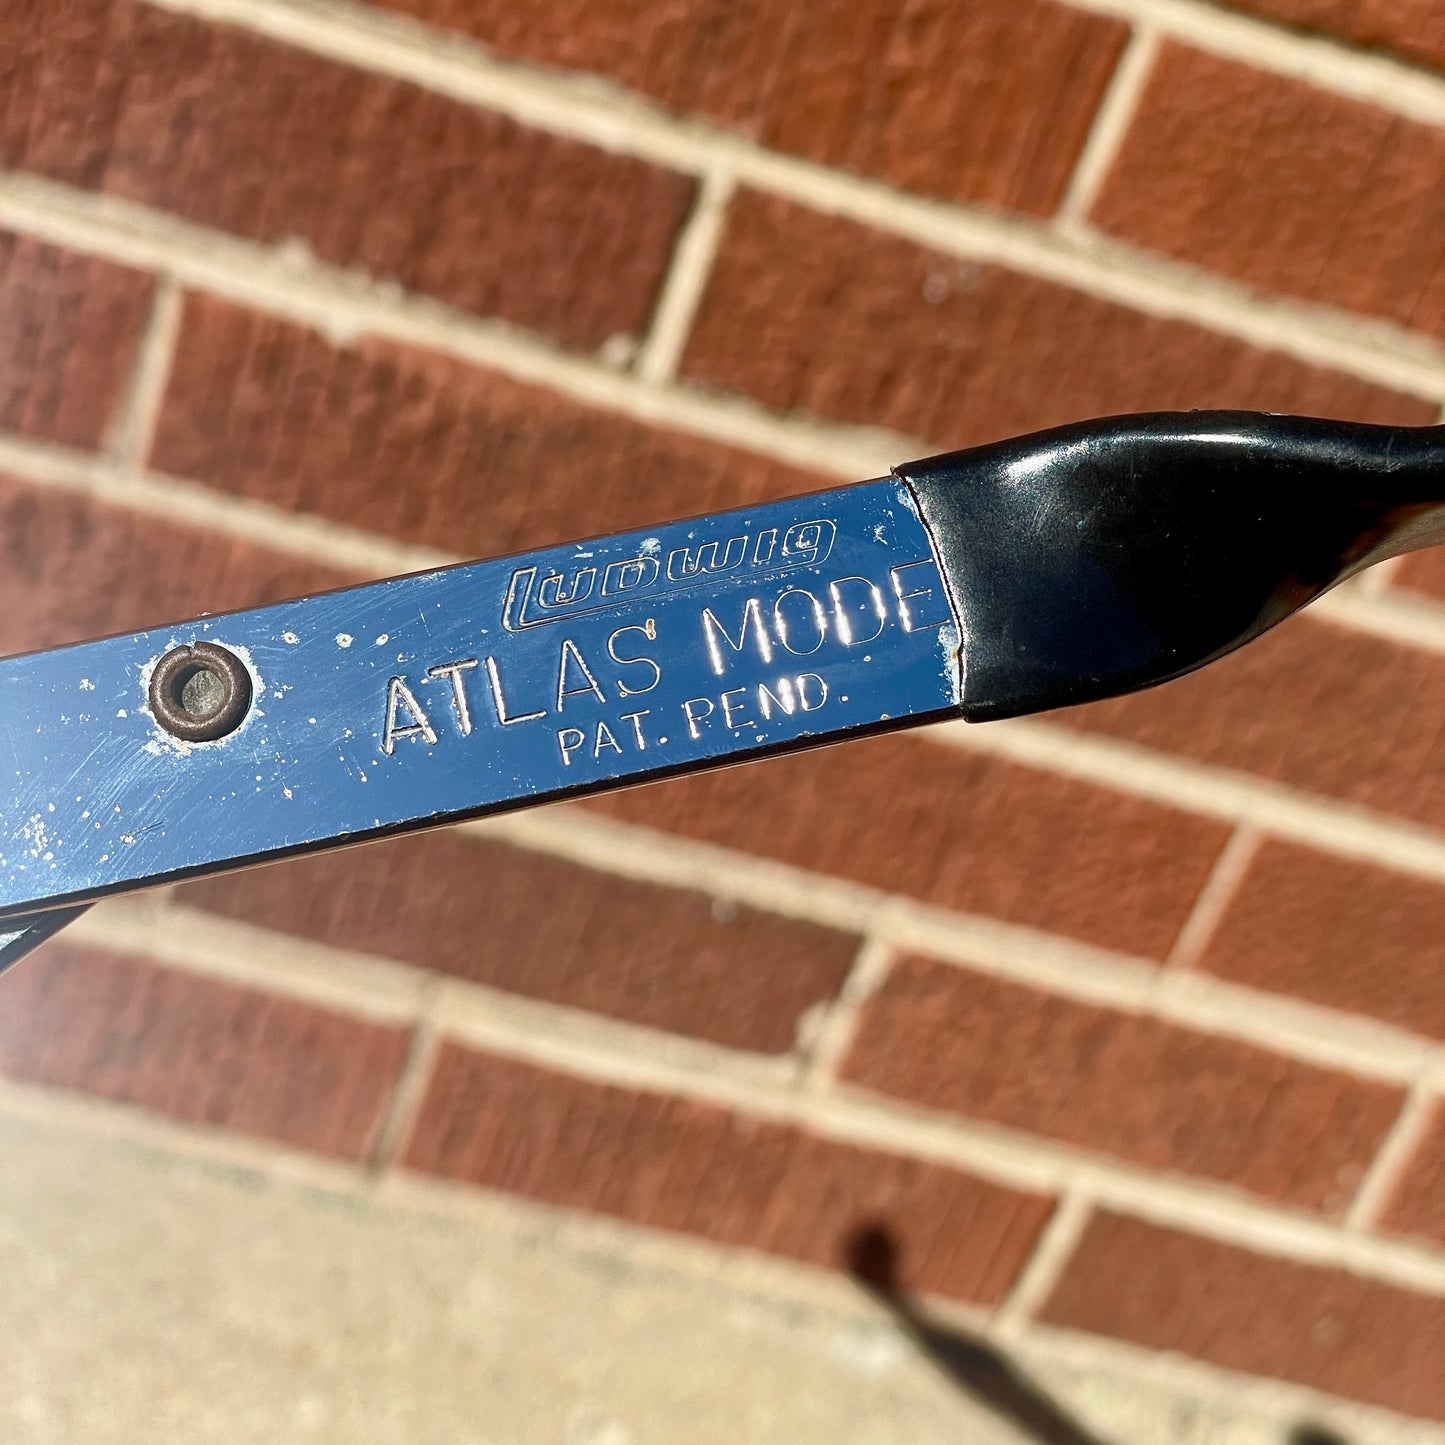 Ludwig
ATLAS MODE
PAT. PEND.